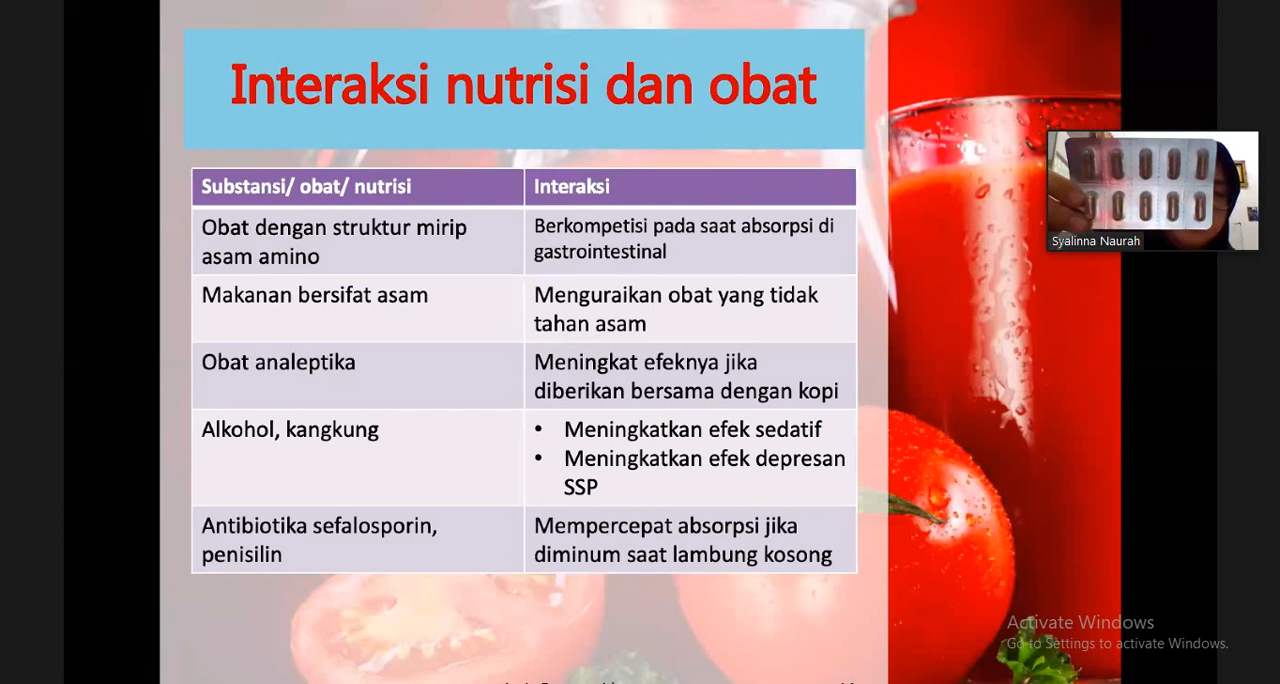 Interaksi nutrisi dan obat
Substansi/ obat/ nutrisi
Interaksi
Obat dengan struktur mirip
asam amino
Berkompetisi pada saat absorpsi di
gastrointestinal
Makanan bersifat asam
Menguraikan obat yang tidak
tahan asam
Obat analeptika
Meningkat efeknya jika
diberikan bersama dengan kopi
Alkohol, kangkung
• Meningkatkan efek sedatif
• Meningkatkan efek depresan
SSP
Antibiotika sefalosporin,
penisilin
Mempercepat absorpsi jika
diminum saat lambung kosong
Syalinna Naurah
Activate Windows
Go to Settings to activate Windows.